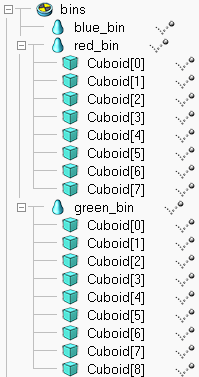 bins
blue_bin
red_bin
Cuboid[0]
Cuboid[1]
Cuboid[2]
Cuboid[3]
Cuboid[4]
Cuboid[5]
Cuboid[6]
Cuboid[7]
green_bin
Cuboid[0]
Cuboid[1]
Cuboid[2]
Cuboid[3]
Cuboid[4]
Cuboid[5]
Cuboid[6]
Cuboid[7]
Cuboid[8]